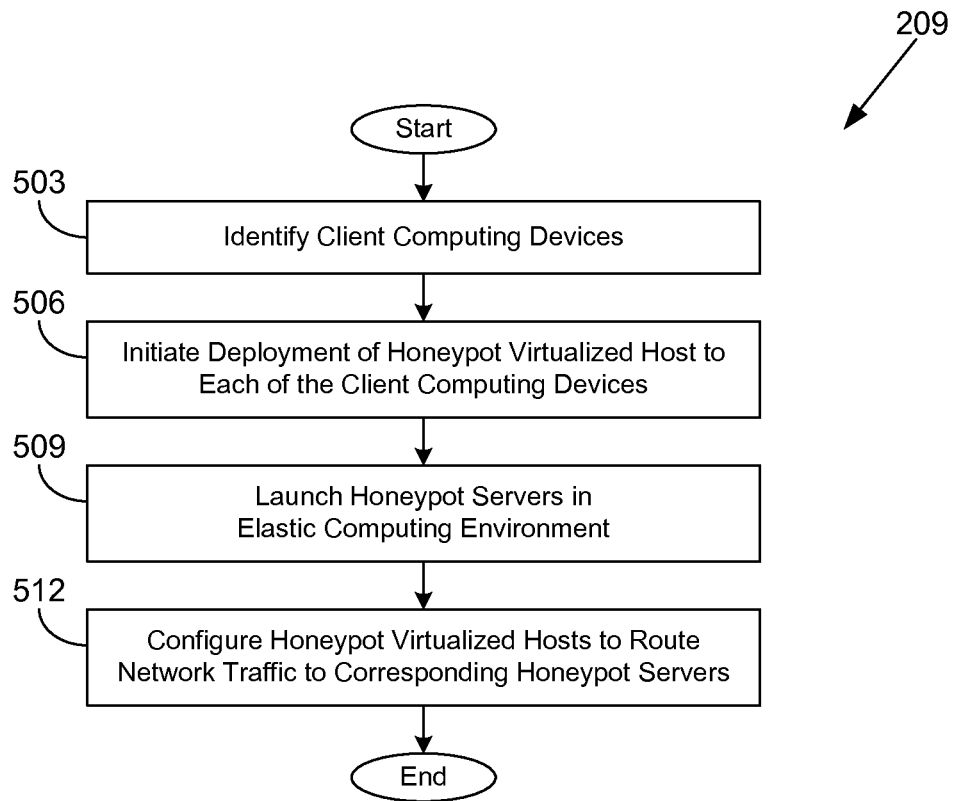 209
Start
503
Identify Client Computing Devices
506
Initiate Deployment of Honeypot Virtualized Host to
Each of the Client Computing Devices
509
Launch Honeypot Servers in
Elastic Computing Environment
512
Configure Honeypot Virtualized Hosts to Route
Network Traffic to Corresponding Honeypot Servers
End